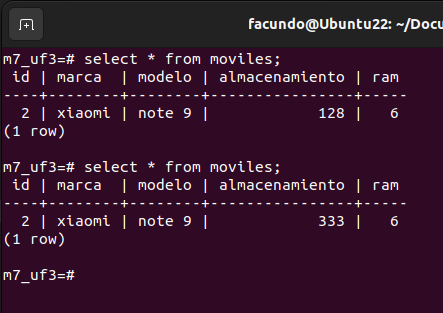 facundo@Ubuntu22: ~/Docu
m7_uf3=# select * from moviles;
 id | marca  | modelo | almacenamiento | ram
----+--------+--------+----------------+-----
  2 | xiaomi | note 9 |            128 |   6
(1 row)

m7_uf3=# select * from moviles;
 id | marca  | modelo | almacenamiento | ram
----+--------+--------+----------------+-----
  2 | xiaomi | note 9 |            333 |   6
(1 row)

m7_uf3=#